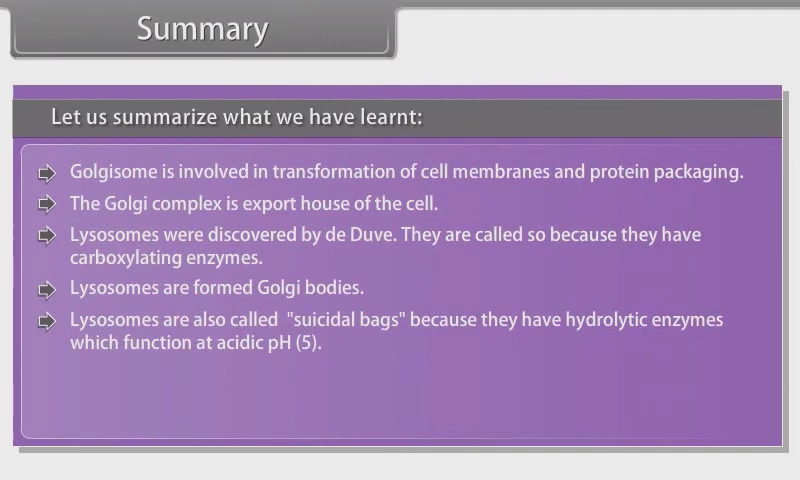 Summary
Let us summarize what we have learnt:
Golgisome is involved in transformation of cell membranes and protein packaging.
The Golgi complex is export house of the cell.
Lysosomes were discovered by de Duve. They are called so because they have
carboxylating enzymes.
Lysosomes are formed Golgi bodies.
Lysosomes are also called "suicidal bags" because they have hydrolytic enzymes
which function at acidic pH (5).